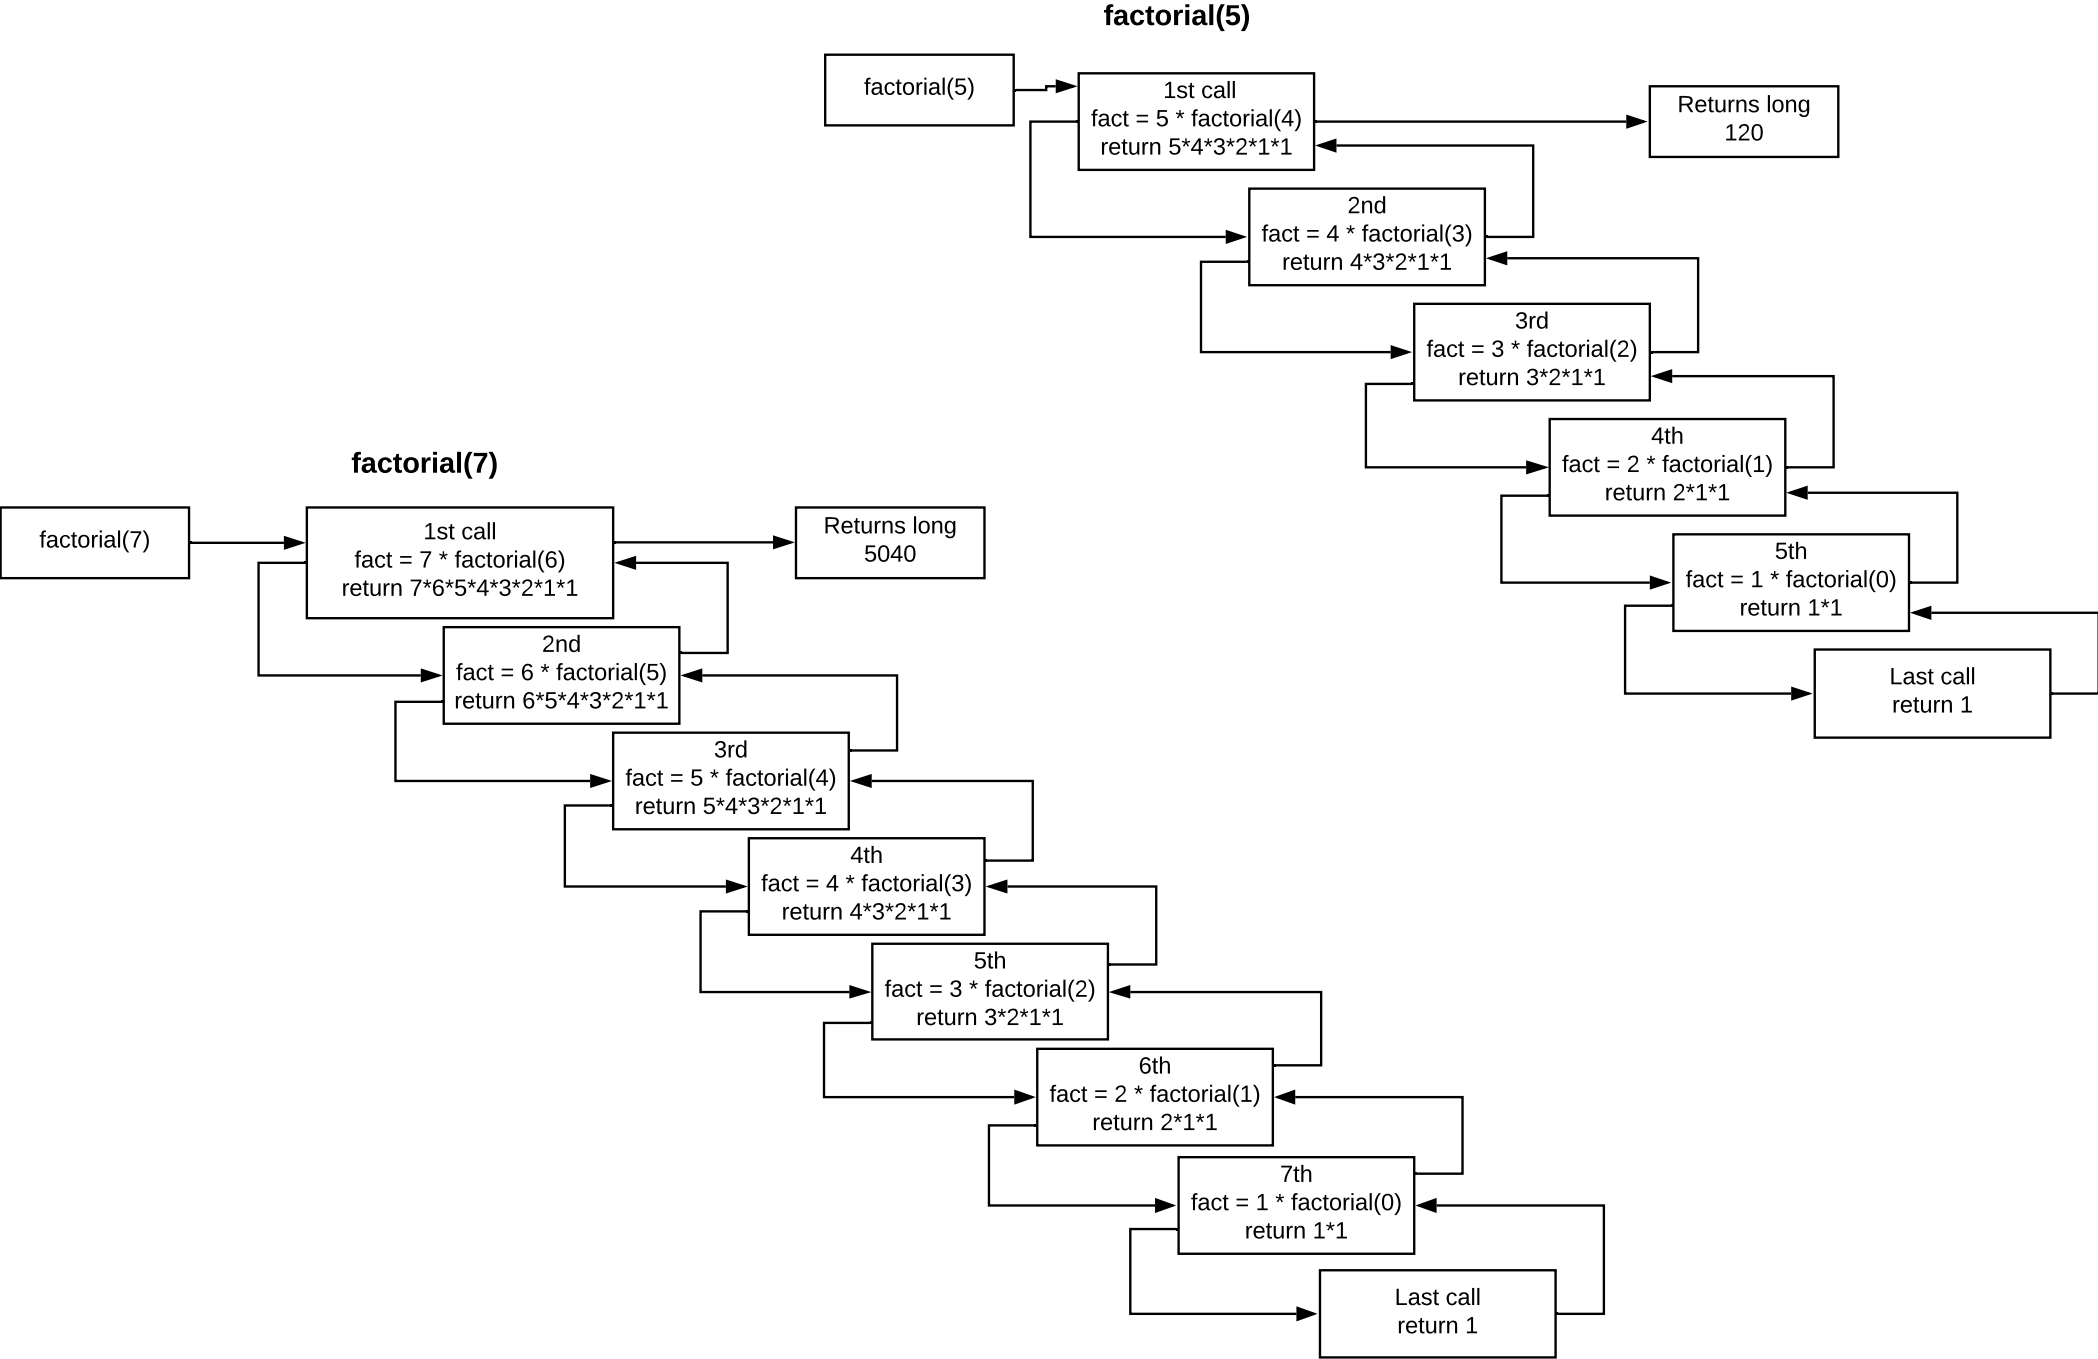 factorial(5)
factorial(5)
1st call
fact = 5 * factorial(4)
return 5*4*3*2*1*1
Returns long
120
2nd
fact = 4 * factorial(3)
return 4*3*2*1*1
3rd
fact = 3 * factorial(2)
return 3*2*1*1
4th
fact = 2 * factorial(1)
return 2*1*1
5th
fact = 1 * factorial(0)
return 1*1
Last call
return 1
factorial(7)
factorial(7)
1st call
fact = 7 * factorial(6)
return 7*6*5*4*3*2*1*1
Returns long
5040
2nd
fact = 6 * factorial(5)
return 6*5*4*3*2*1*1
3rd
fact = 5 * factorial(4)
return 5*4*3*2*1*1
4th
fact = 4 * factorial(3)
return 4*3*2*1*1
5th
fact = 3 * factorial(2)
return 3*2*1*1
6th
fact = 2 * factorial(1)
return 2*1*1
7th
fact = 1 * factorial(0)
return 1*1
Last call
return 1